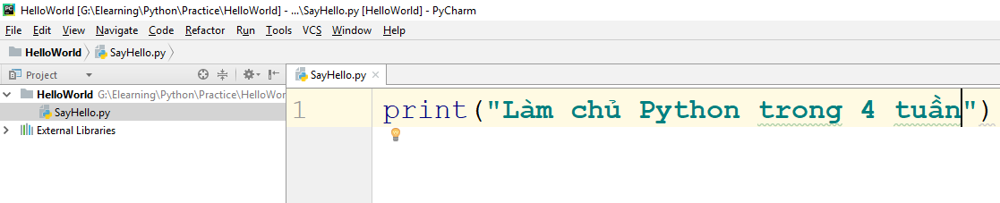 HelloWorld [G:\Elearning\Python\Practice\HelloWorld] - ...\SayHello.py [HelloWorld] - PyCharm
File Edit View Navigate Code Refactor Run Tools VCS Window Help
HelloWorld SayHello.py
Project
SayHello.py
HelloWorld G:\Elearning\Python\Practice\HelloWor
SayHello.py
External Libraries
1 print("Làm chủ Python trong 4 tuần")